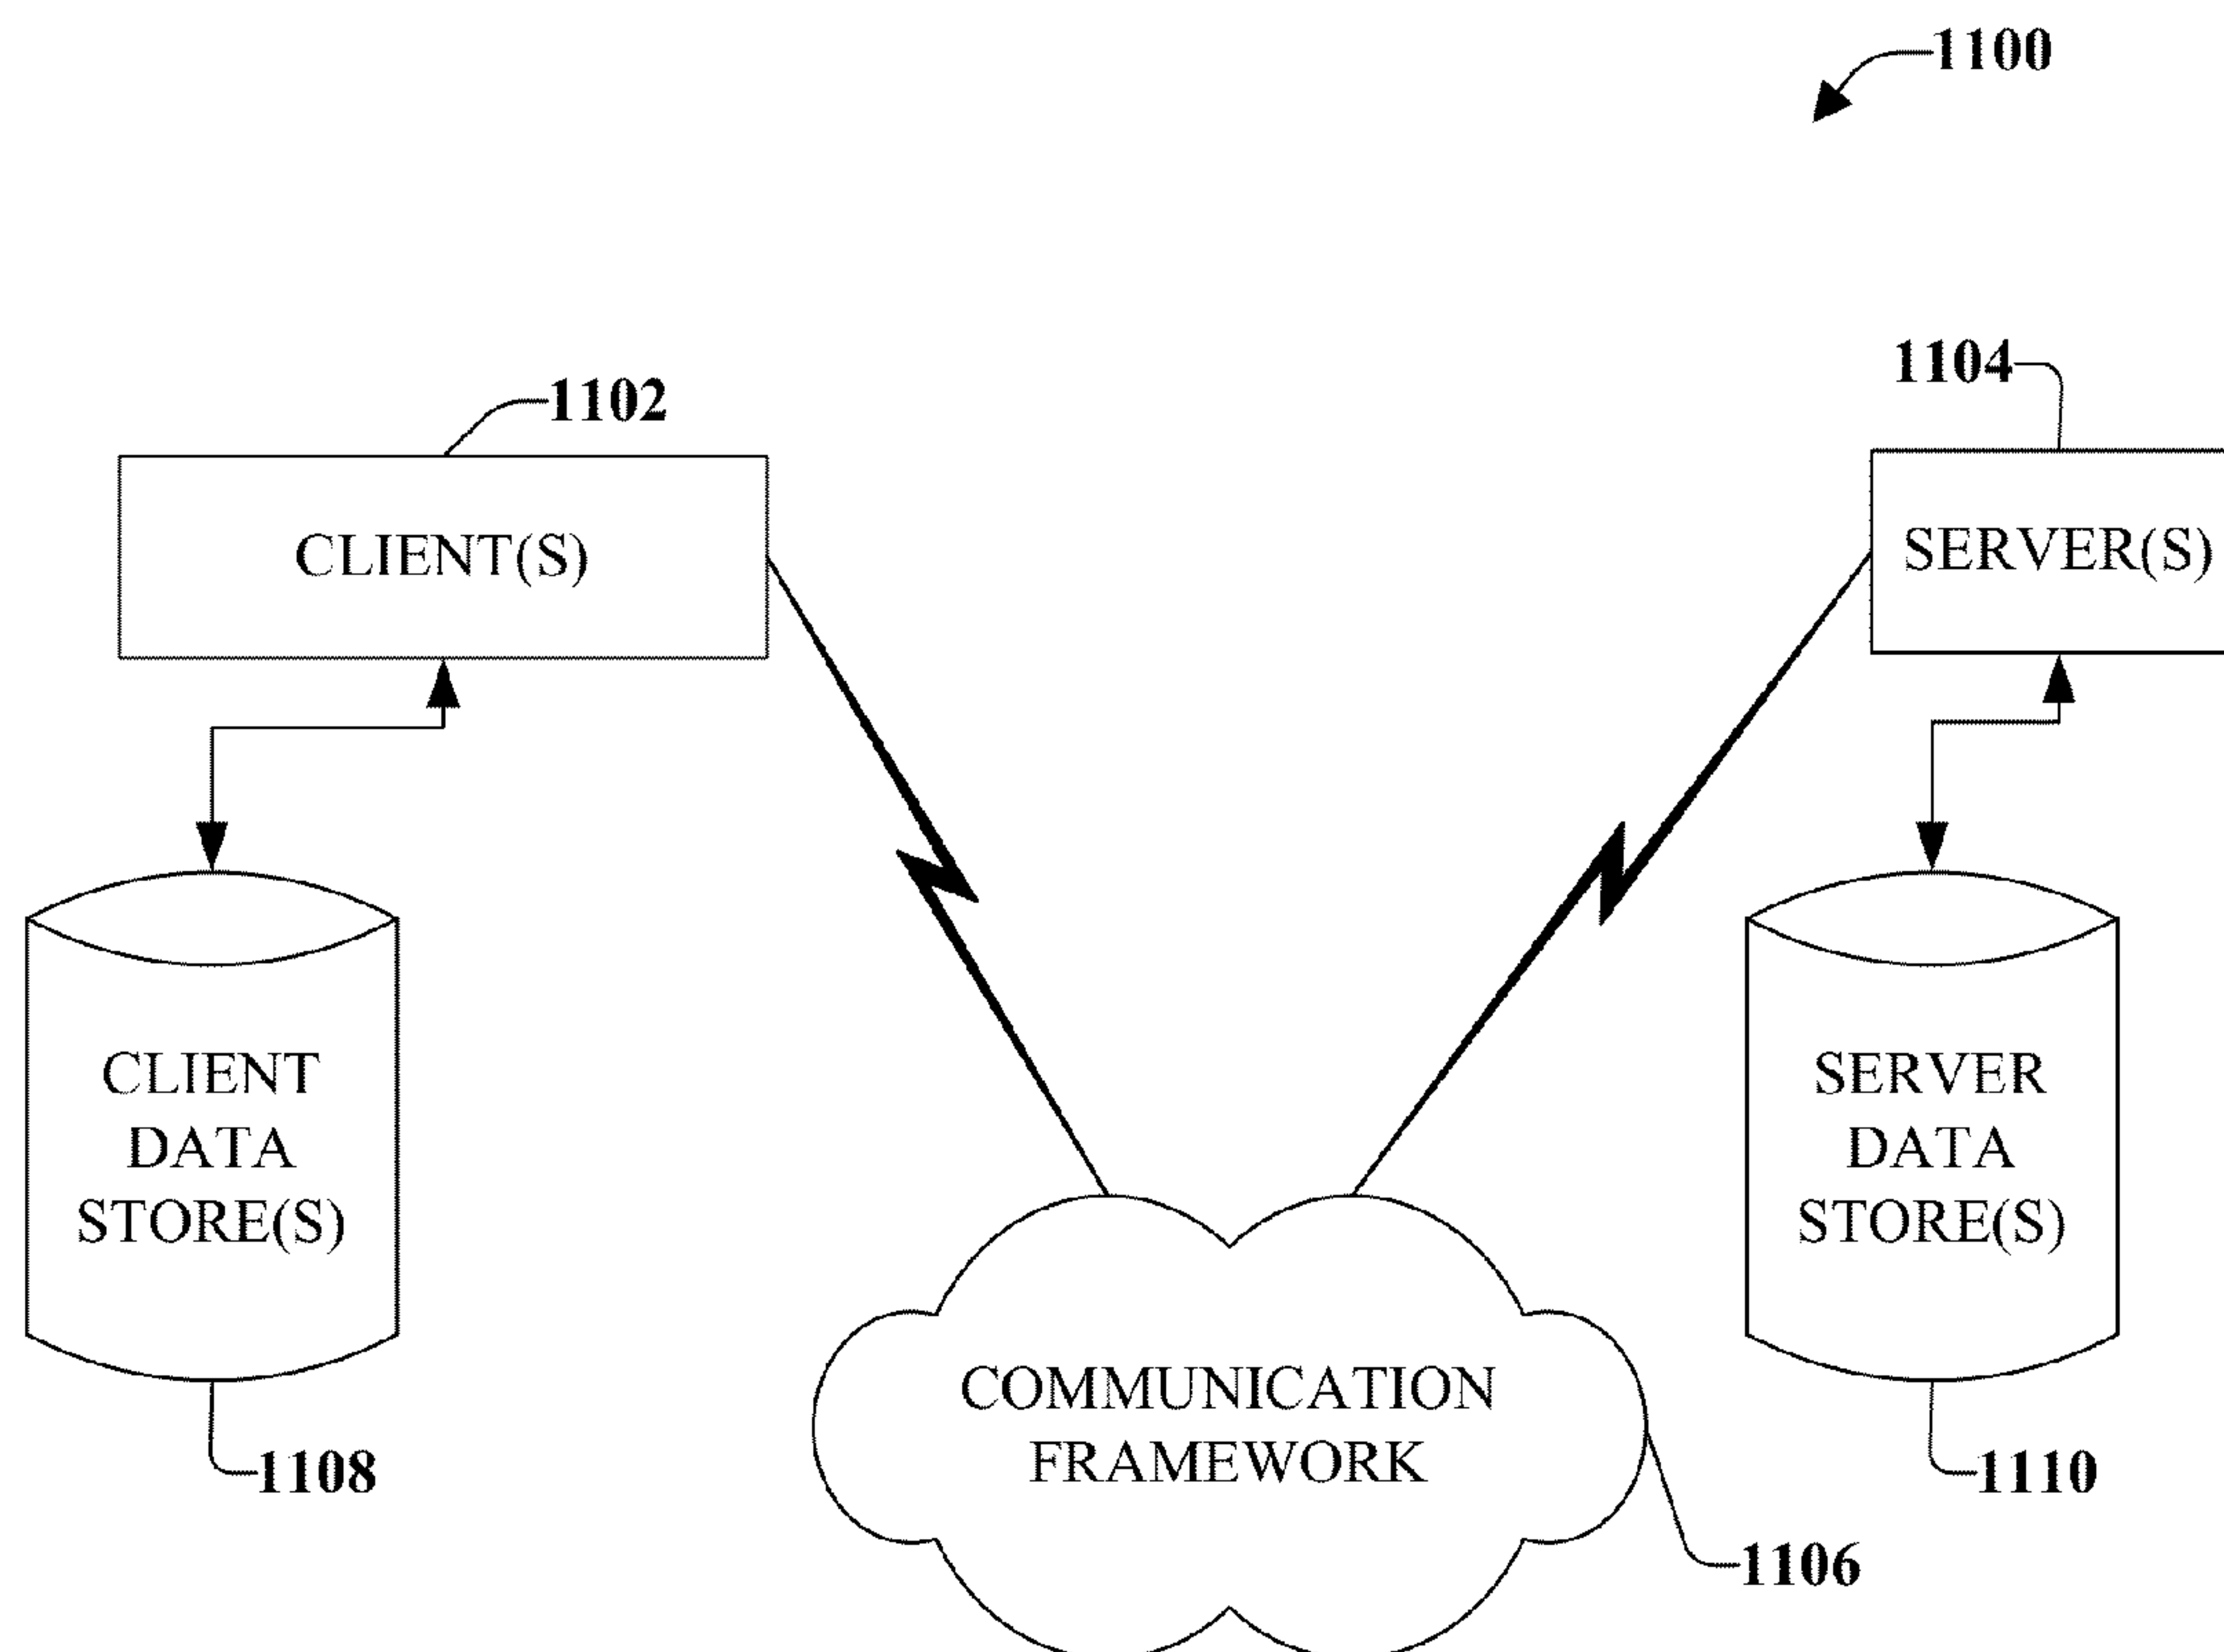 1100
1102
1104
CLIENT(S)
SERVER(S)
CLIENT
DATA
STORE(S)
SERVER
DATA
STORE(S)
COMMUNICATION
FRAMEWORK
1108
1110
1106